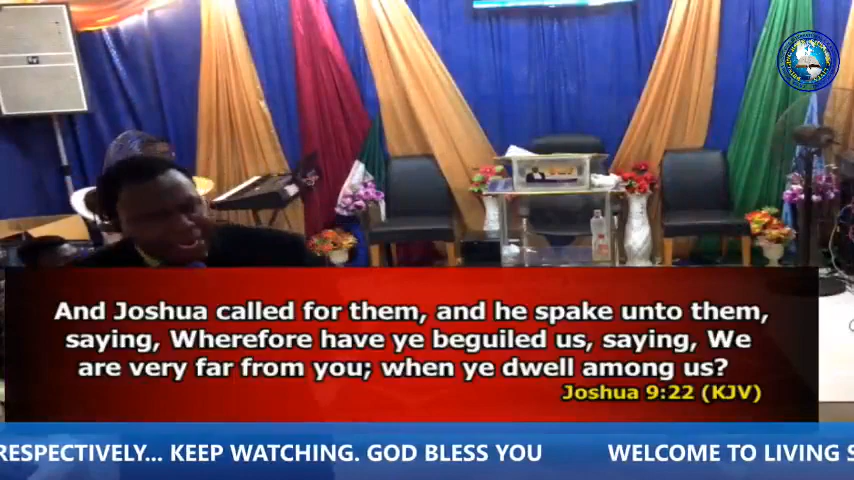 And Joshua called for them, and he spake unto them,
saying, Wherefore have ye beguiled us, saying, We
are very far from you; when ye dwell among us?
Joshua 9:22 (KJV)
RESPECTIVELY... KEEP WATCHING. GOD BLESS YOU WELCOME TO LIVING S